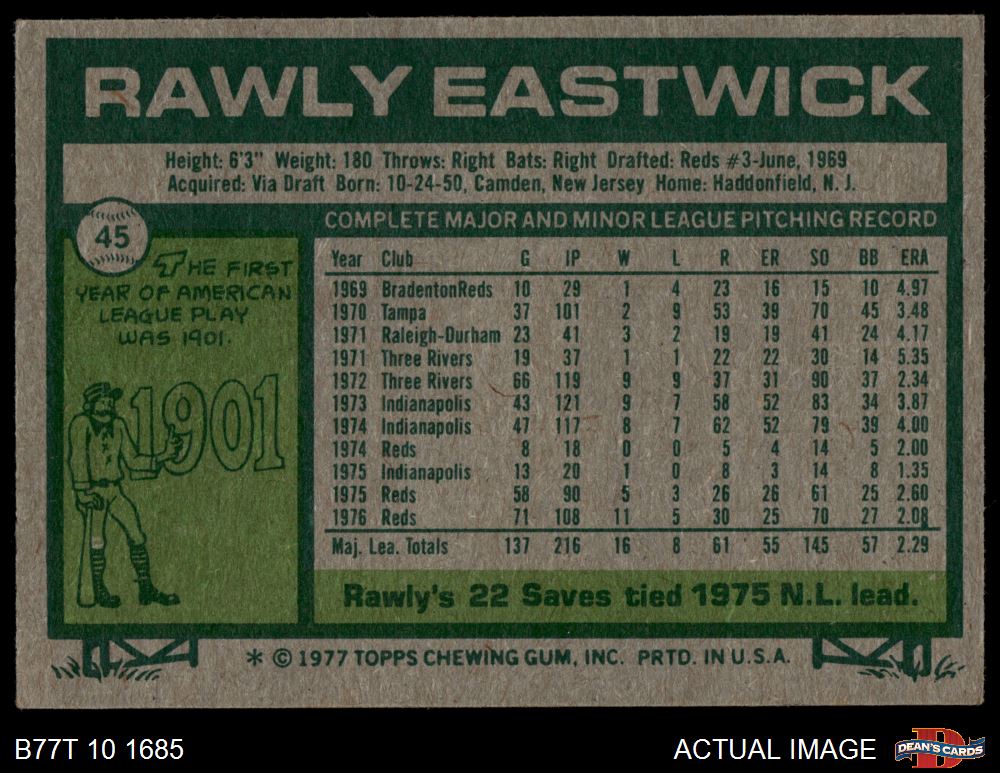 RAWLY EASTWICK
Height: 6'3" Weight: 180 Throws: Right Bats: Right Drafted: Reds #3-June, 1969
Acquired: Via Draft Born: 10-24-50, Camden, New Jersey Home: Haddonfield, N. J.
45
THE FIRST
YEAR OF AMERICAN
LEAGUE PLAY
WAS 1901.
1901
COMPLETE MAJOR AND MINOR LEAGUE PITCHING RECORD
Year Club G IP W L R ER SO BB ERA
1969 BradentonReds 10 29 1 4 23 16 15 10 4.97
1970 Tampa 37 101 2 9 53 39 70 45 3.48
1971 Raleigh-Durham 23 41 3 2 19 19 41 24 4.17
1971 Three Rivers 19 37 1 1 22 22 30 14 5.35
1972 Three Rivers 66 119 9 9 37 31 90 37 2.34
1973 Indianapolis 43 121 9 7 58 52 83 34 3.87
1974 Indianapolis 47 117 8 7 62 52 79 39 4.00
1974 Reds 8 18 0 0 5 4 14 5 2.00
1975 Indianapolis 13 20 1 0 8 3 14 8 1.35
1975 Reds 58 90 5 3 26 26 61 25 2.60
1976 Reds 71 108 11 5 30 25 70 27 2.08
Maj. Lea. Totals 137 216 16 8 61 55 145 57 2.29
Rawly's 22 Saves tied 1975 N.L. lead.
* © 1977 TOPPS CHEWING GUM, INC. PRTD. IN U.S.A.
B77T 10 1685
ACTUAL IMAGE
D
DEAN'S CARDS